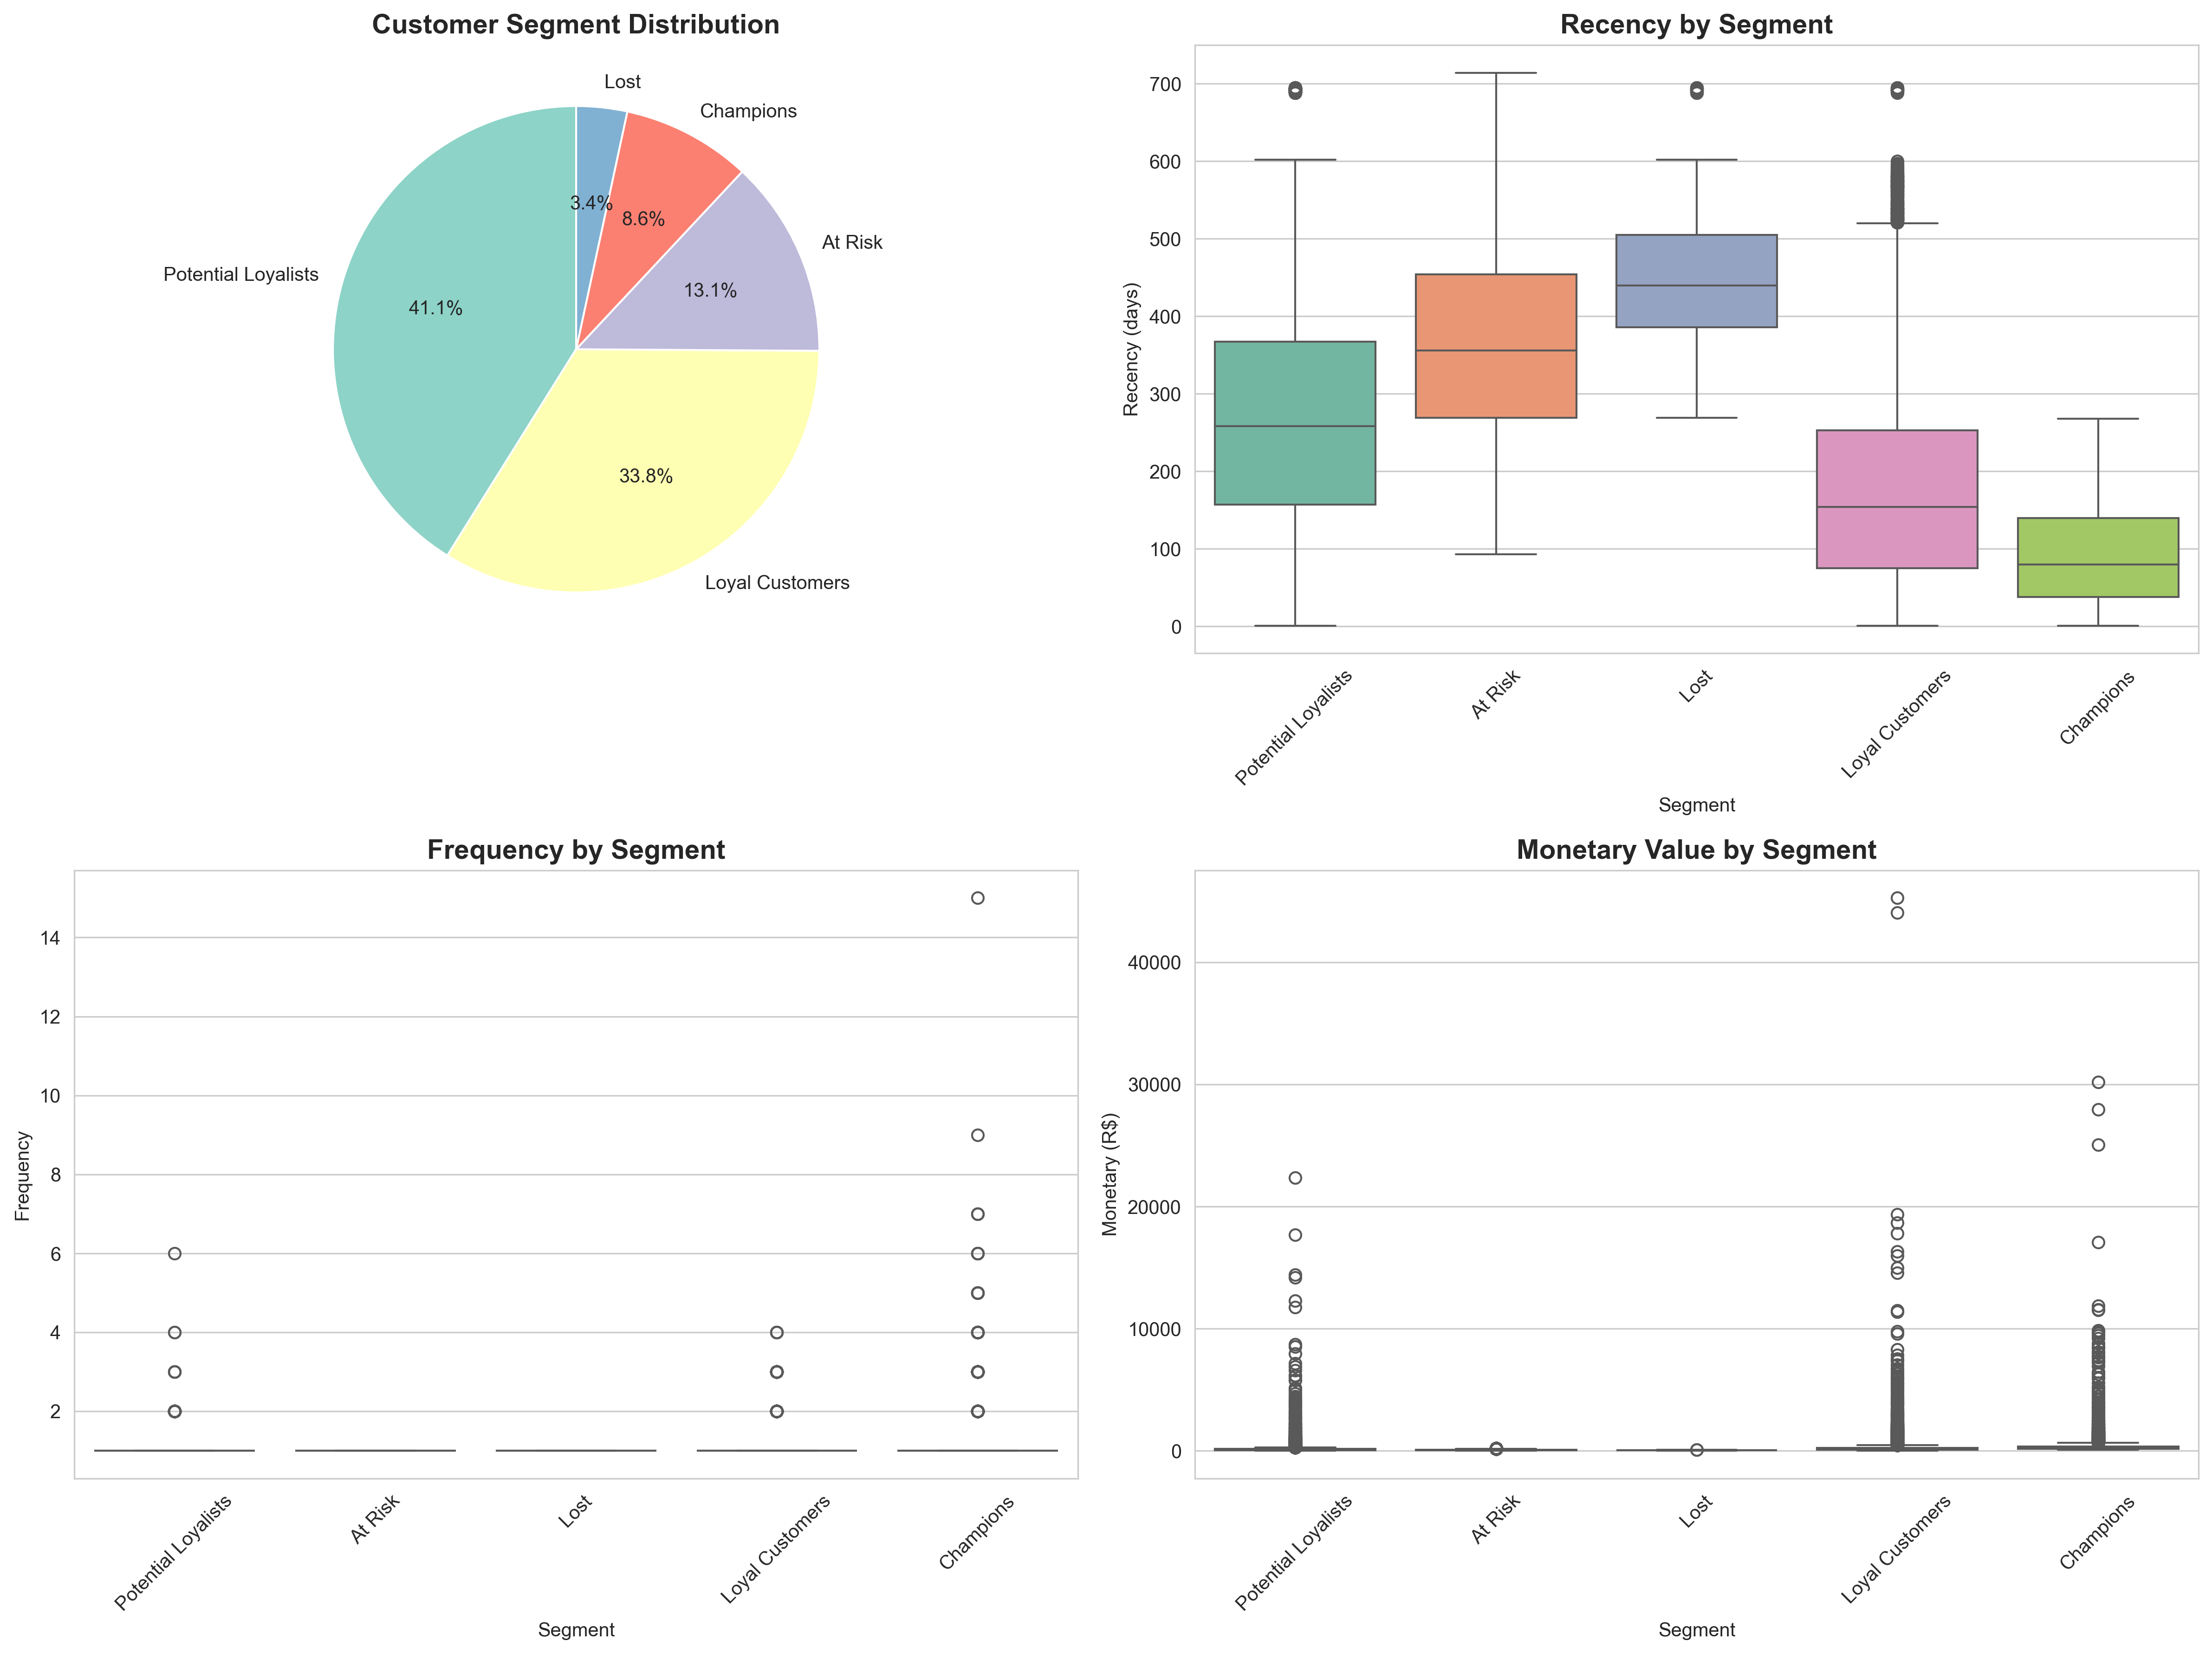 Customer Segment Distribution
Lost
Champions
At Risk
Potential Loyalists
Loyal Customers
3.4%
8.6%
13.1%
41.1%
33.8%
Recency by Segment
Recency (days)
700
600
500
400
300
200
100
0
Potential Loyalists
At Risk
Lost
Loyal Customers
Champions
Segment
Frequency by Segment
Frequency
14
12
10
8
6
4
2
Potential Loyalists
At Risk
Lost
Loyal Customers
Champions
Segment
Monetary Value by Segment
Monetary (R$)
40000
30000
20000
10000
0
Potential Loyalists
At Risk
Lost
Loyal Customers
Champions
Segment